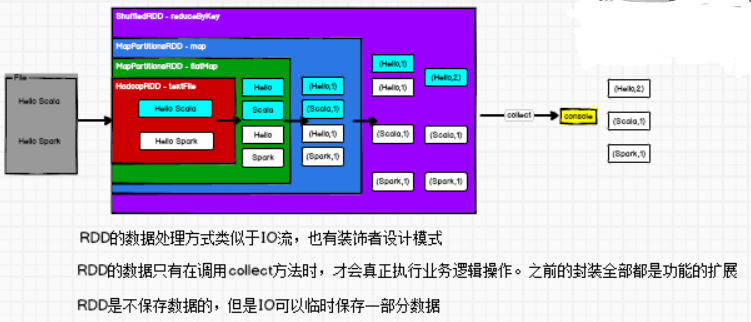 ShuffledRDD - reduceByKey
MapPartitionsRDD - map
MapPartitionsRDD - flatMap
HadoopRDD - textFile
File
Hello Scala
Hello Spark
Hello Scala
Hello Spark
Hello
Scala
Hello
Spark
(Hello,1)
(Scala,1)
(Hello,1)
(Spark,1)
(Hello,1)
(Hello,1)
(Scala,1)
(Spark,1)
(Hello,2)
(Scala,1)
(Spark,1)
collect
console
(Hello,2)
(Scala,1)
(Spark,1)
RDD的数据处理方式类似于IO流，也有装饰者设计模式
RDD的数据只有在调用collect方法时，才会真正执行业务逻辑操作。之前的封装全部都是功能的扩展
RDD是不保存数据的，但是IO可以临时保存一部分数据